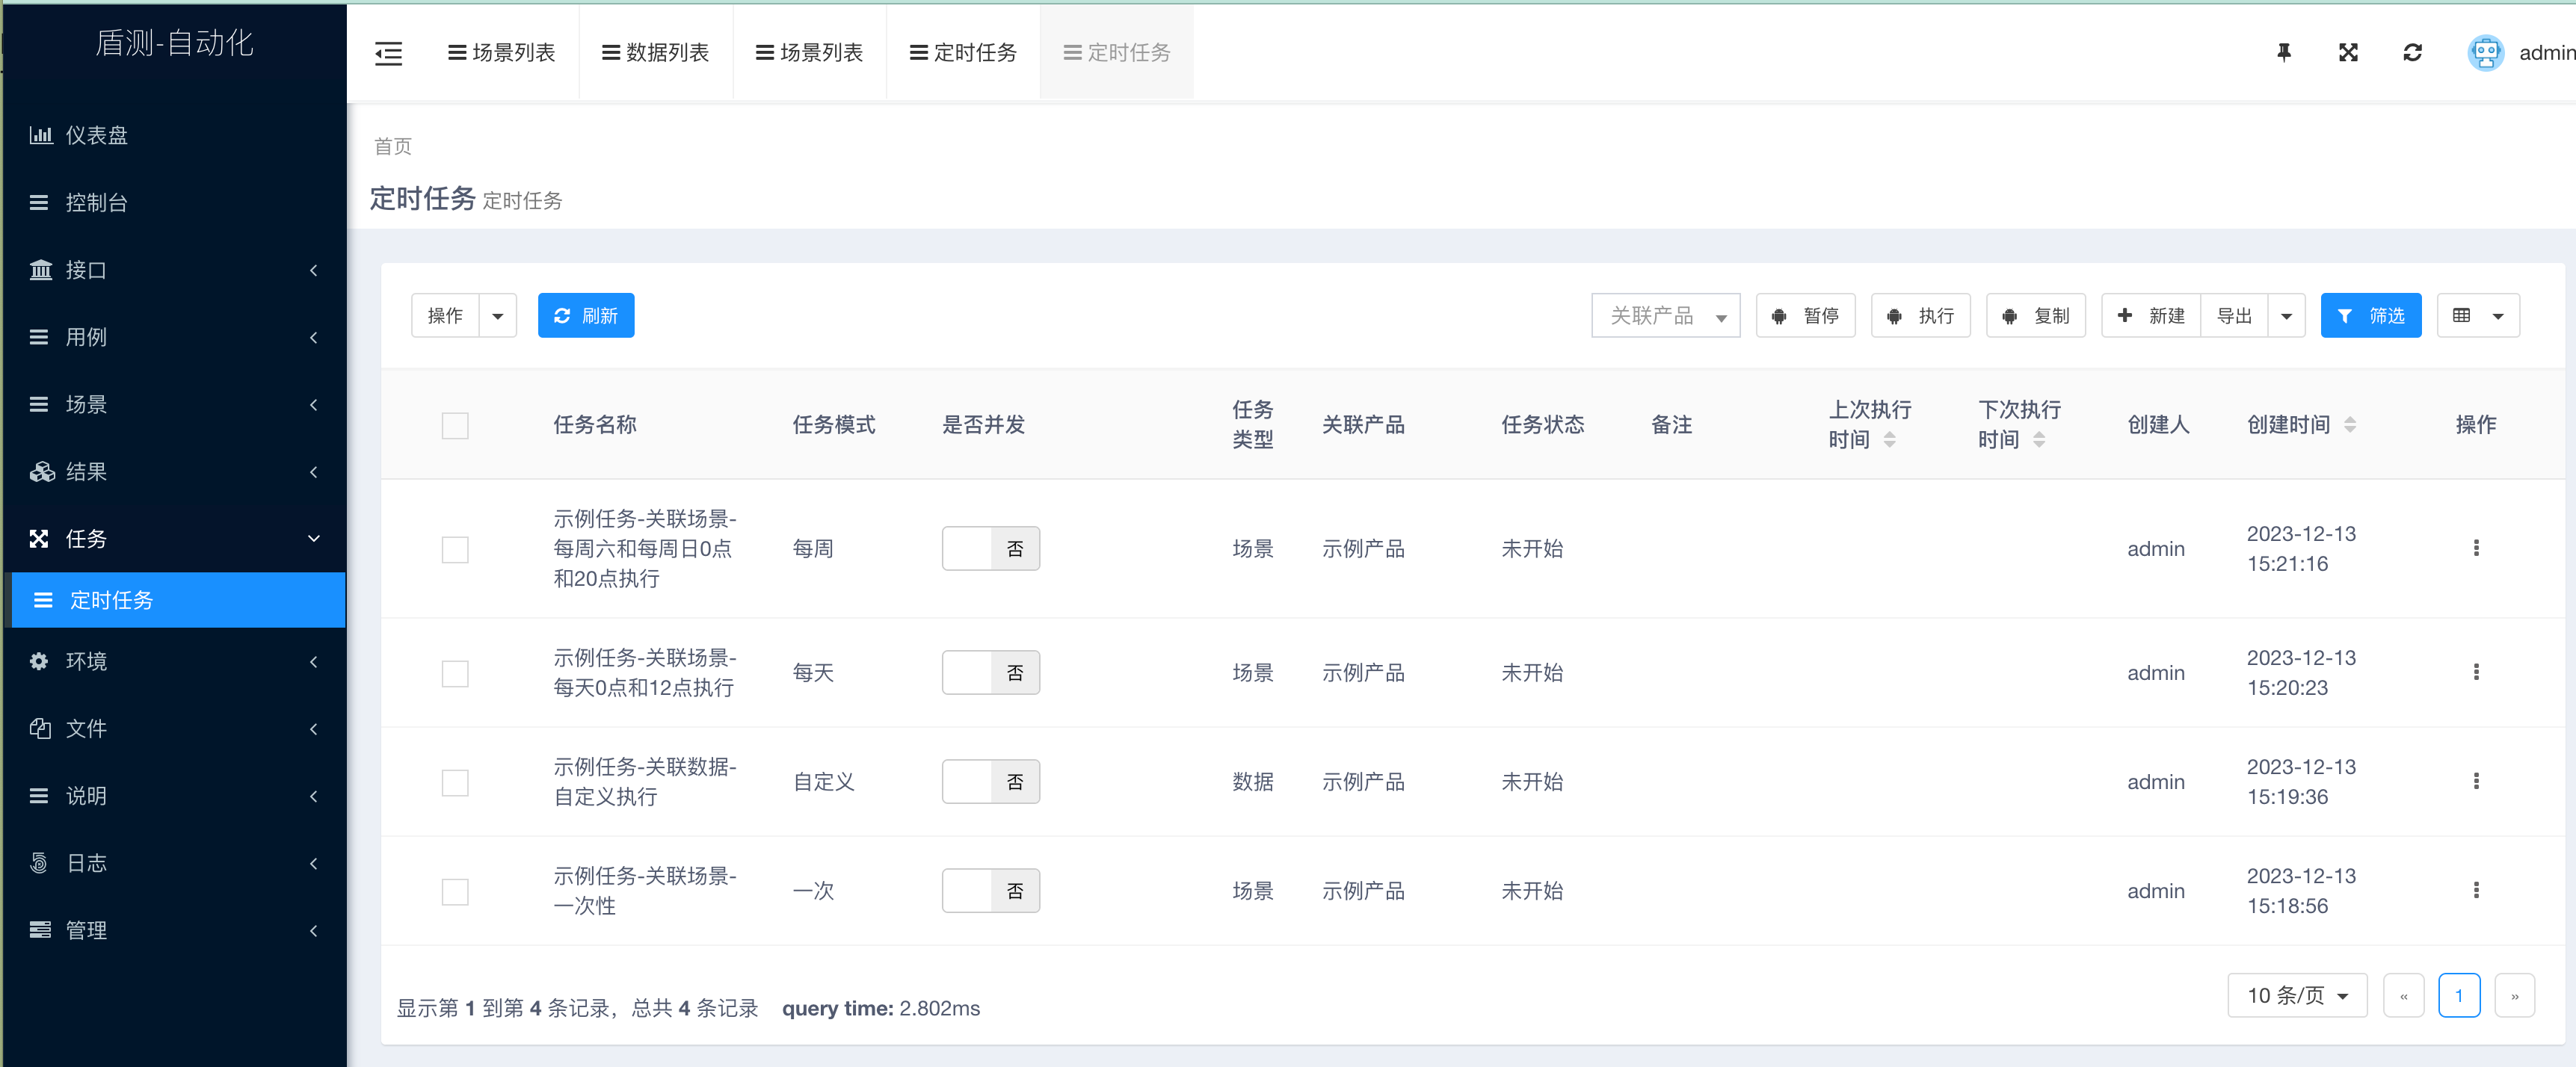 盾测-自动化
场景列表
数据列表
场景列表
定时任务
定时任务
admin
仪表盘
控制台
接口
用例
场景
结果
任务
定时任务
环境
文件
说明
日志
管理
首页
定时任务 定时任务
操作
刷新
关联产品
暂停
执行
复制
新建
导出
筛选
任务名称
任务模式
是否并发
任务
类型
关联产品
任务状态
备注
上次执行
时间
下次执行
时间
创建人
创建时间
操作
示例任务-关联场景-
每周六和每周日0点
和20点执行
每周
否
场景
示例产品
未开始
admin
2023-12-13
15:21:16
示例任务-关联场景-
每天0点和12点执行
每天
否
场景
示例产品
未开始
admin
2023-12-13
15:20:23
示例任务-关联数据-
自定义执行
自定义
否
数据
示例产品
未开始
admin
2023-12-13
15:19:36
示例任务-关联场景-
一次性
一次
否
场景
示例产品
未开始
admin
2023-12-13
15:18:56
显示第 1 到第 4 条记录，总共 4 条记录 query time: 2.802ms
10 条/页
«
1
»